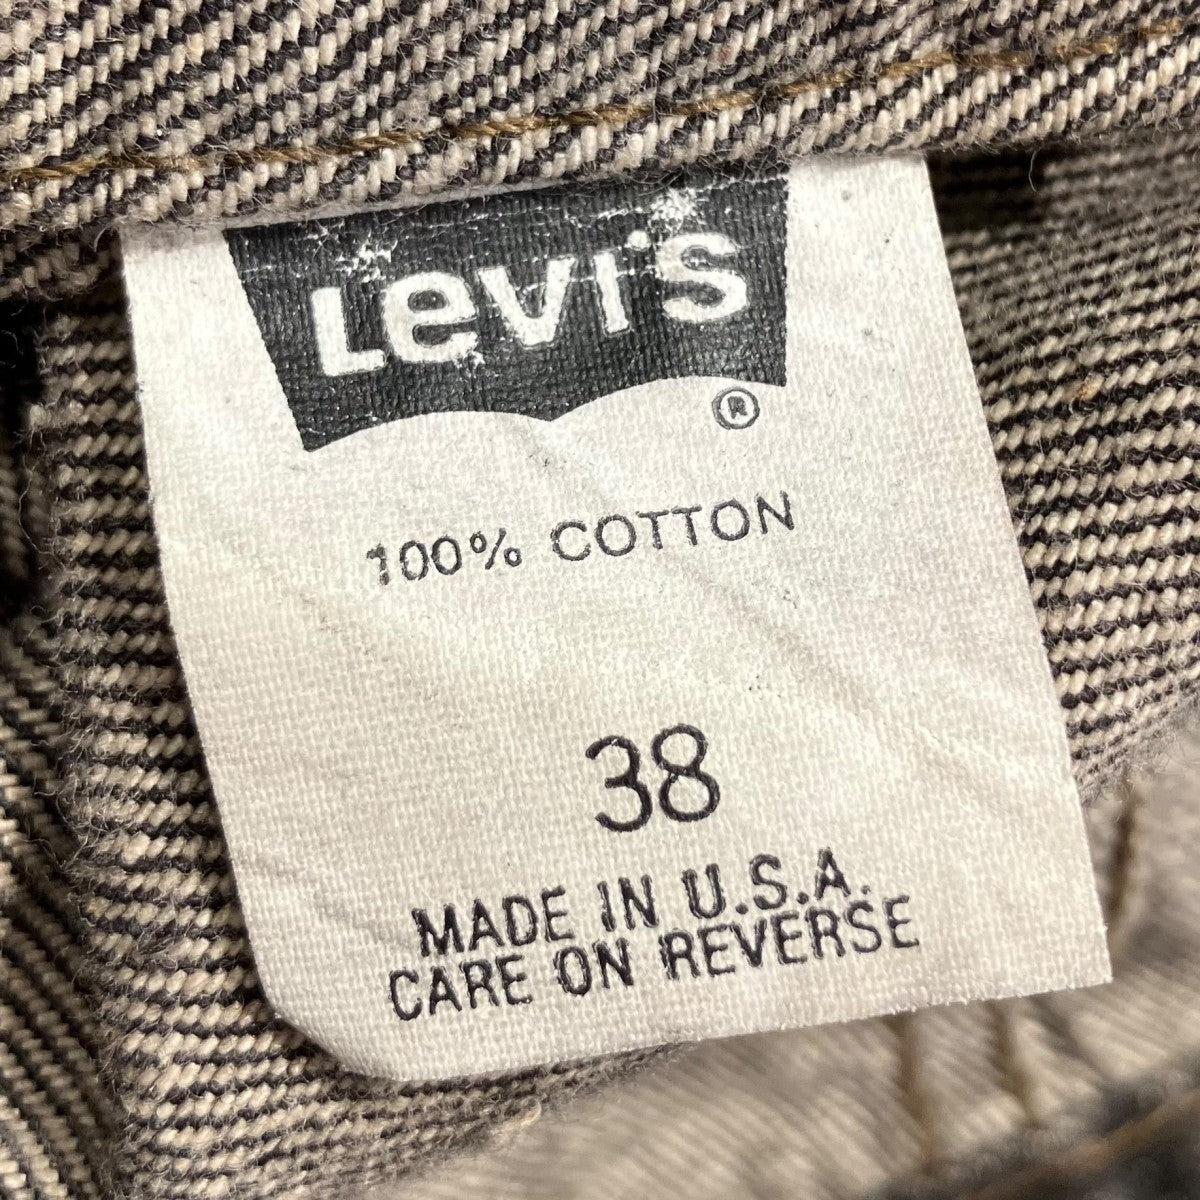 Levi's
®
100% COTTON
38
MADE IN U.S.A.
CARE ON REVERSE